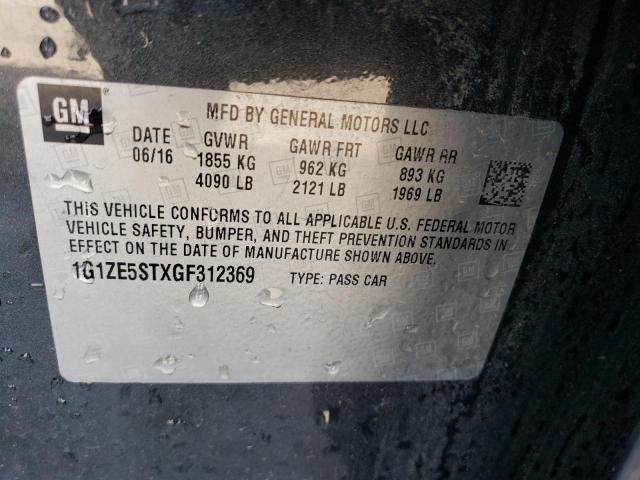 GM ®
MFD BY GENERAL MOTORS LLC
DATE GVWR GAWR FRT GAWR RR
06/16 1855 KG 962 KG 893 KG
4090 LB 2121 LB 1969 LB
THIS VEHICLE CONFORMS TO ALL APPLICABLE U.S. FEDERAL MOTOR
VEHICLE SAFETY, BUMPER, AND THEFT PREVENTION STANDARDS IN
EFFECT ON THE DATE OF MANUFACTURE SHOWN ABOVE.
1G1ZE5STXGF312369 TYPE: PASS CAR